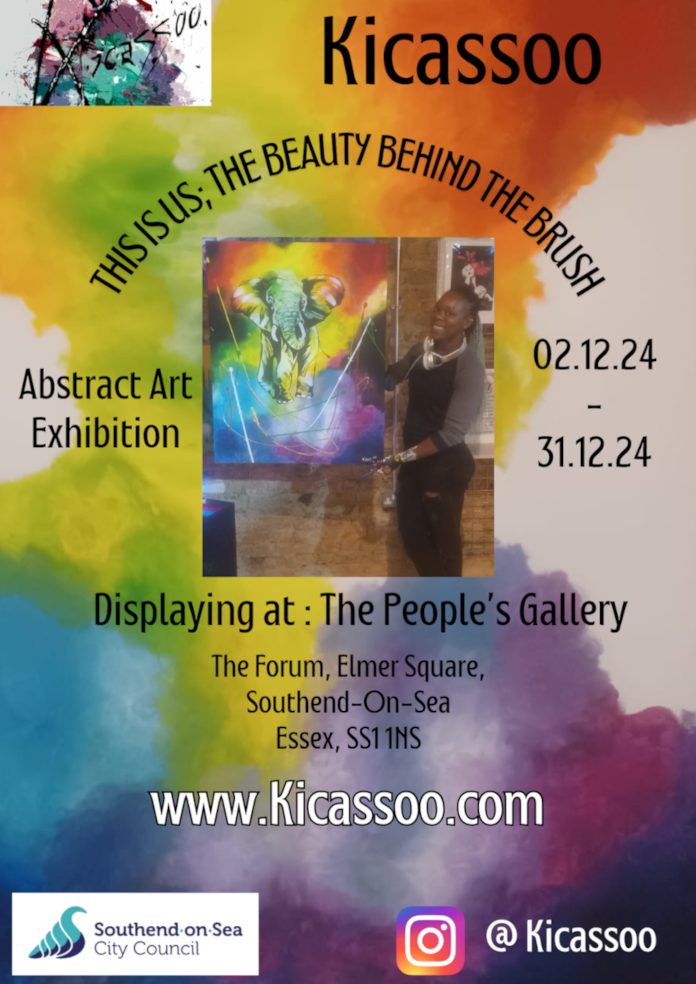 Kicassoo.
Kicassoo
THIS IS US; THE BEAUTY BEHIND THE BRUSH
Abstract Art
Exhibition
02.12.24
-
31.12.24
Displaying at : The People's Gallery
The Forum, Elmer Square,
Southend-On-Sea
Essex, SS1 1NS
www.Kicassoo.com
Southend-on-Sea
City Council
@ Kicassoo